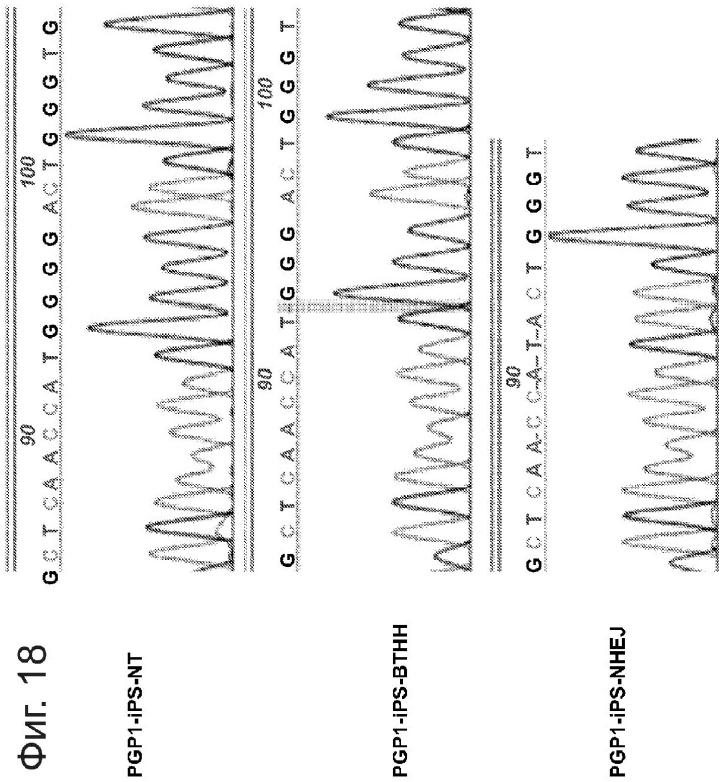 Фиг. 18
PGP1-iPS-NT
90 100
G C T C A A C C A T G G G G A C T G G G T G
PGP1-iPS-BTHH
90 100
G C T C A A C C A T G G G A C T G G G T
PGP1-iPS-NHEJ
90
G C T C A A-C C-A-T-A C T G G G T